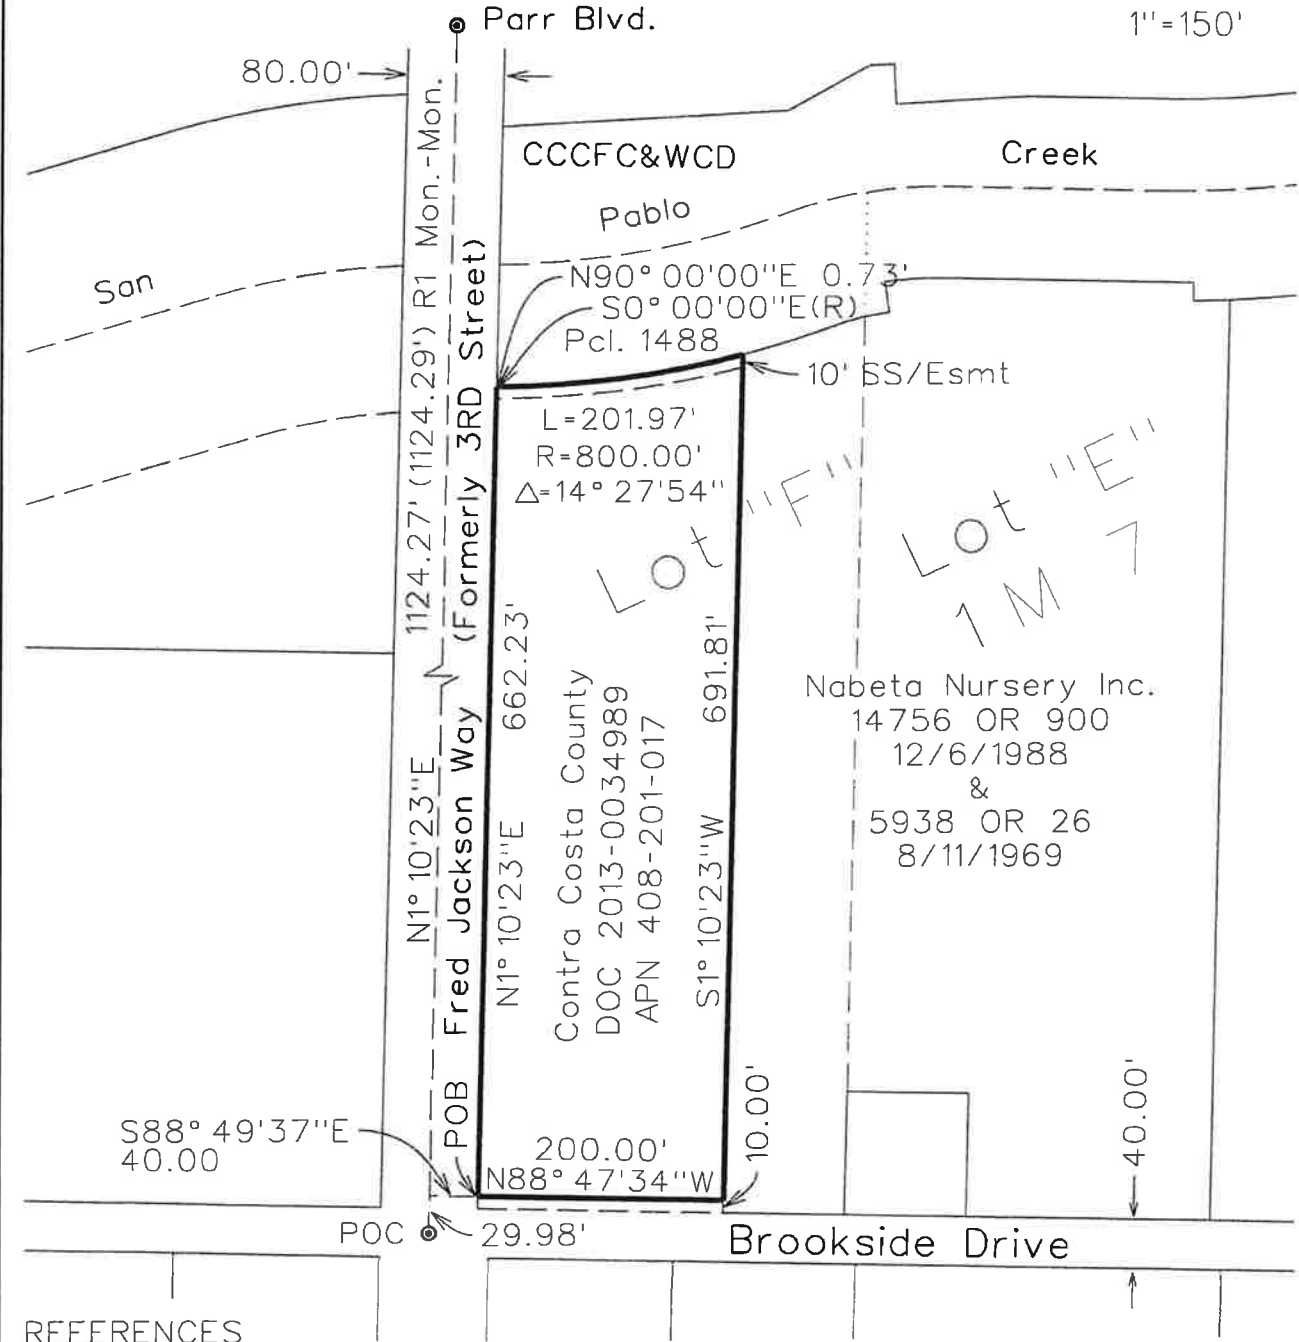 Parr Blvd.
1"=150'
80.00'
CCCFC&WCD
Creek
Pablo
San
1124.27' (1124.29') R1 Mon.-Mon.
(Formerly 3RD Street)
N90° 00'00"E 0.73'
S0° 00'00"E(R)
Pcl. 1488
10' SS/Esmt
L=201.97'
R=800.00'
Δ=14° 27'54"
Lot "F"
Lot "E"
1 M 7
662.23'
691.81'
Nabeta Nursery Inc.
14756 OR 900
12/6/1988
&
5938 OR 26
8/11/1969
N1° 10'23"E
Fred Jackson Way
N1° 10'23"E
Contra Costa County
DOC 2013-0034989
APN 408-201-017
S1° 10'23"W
POB
S88° 49'37"E
40.00
200.00'
N88° 47'34"W
10.00'
40.00'
POC
29.98'
Brookside Drive
REFERENCES